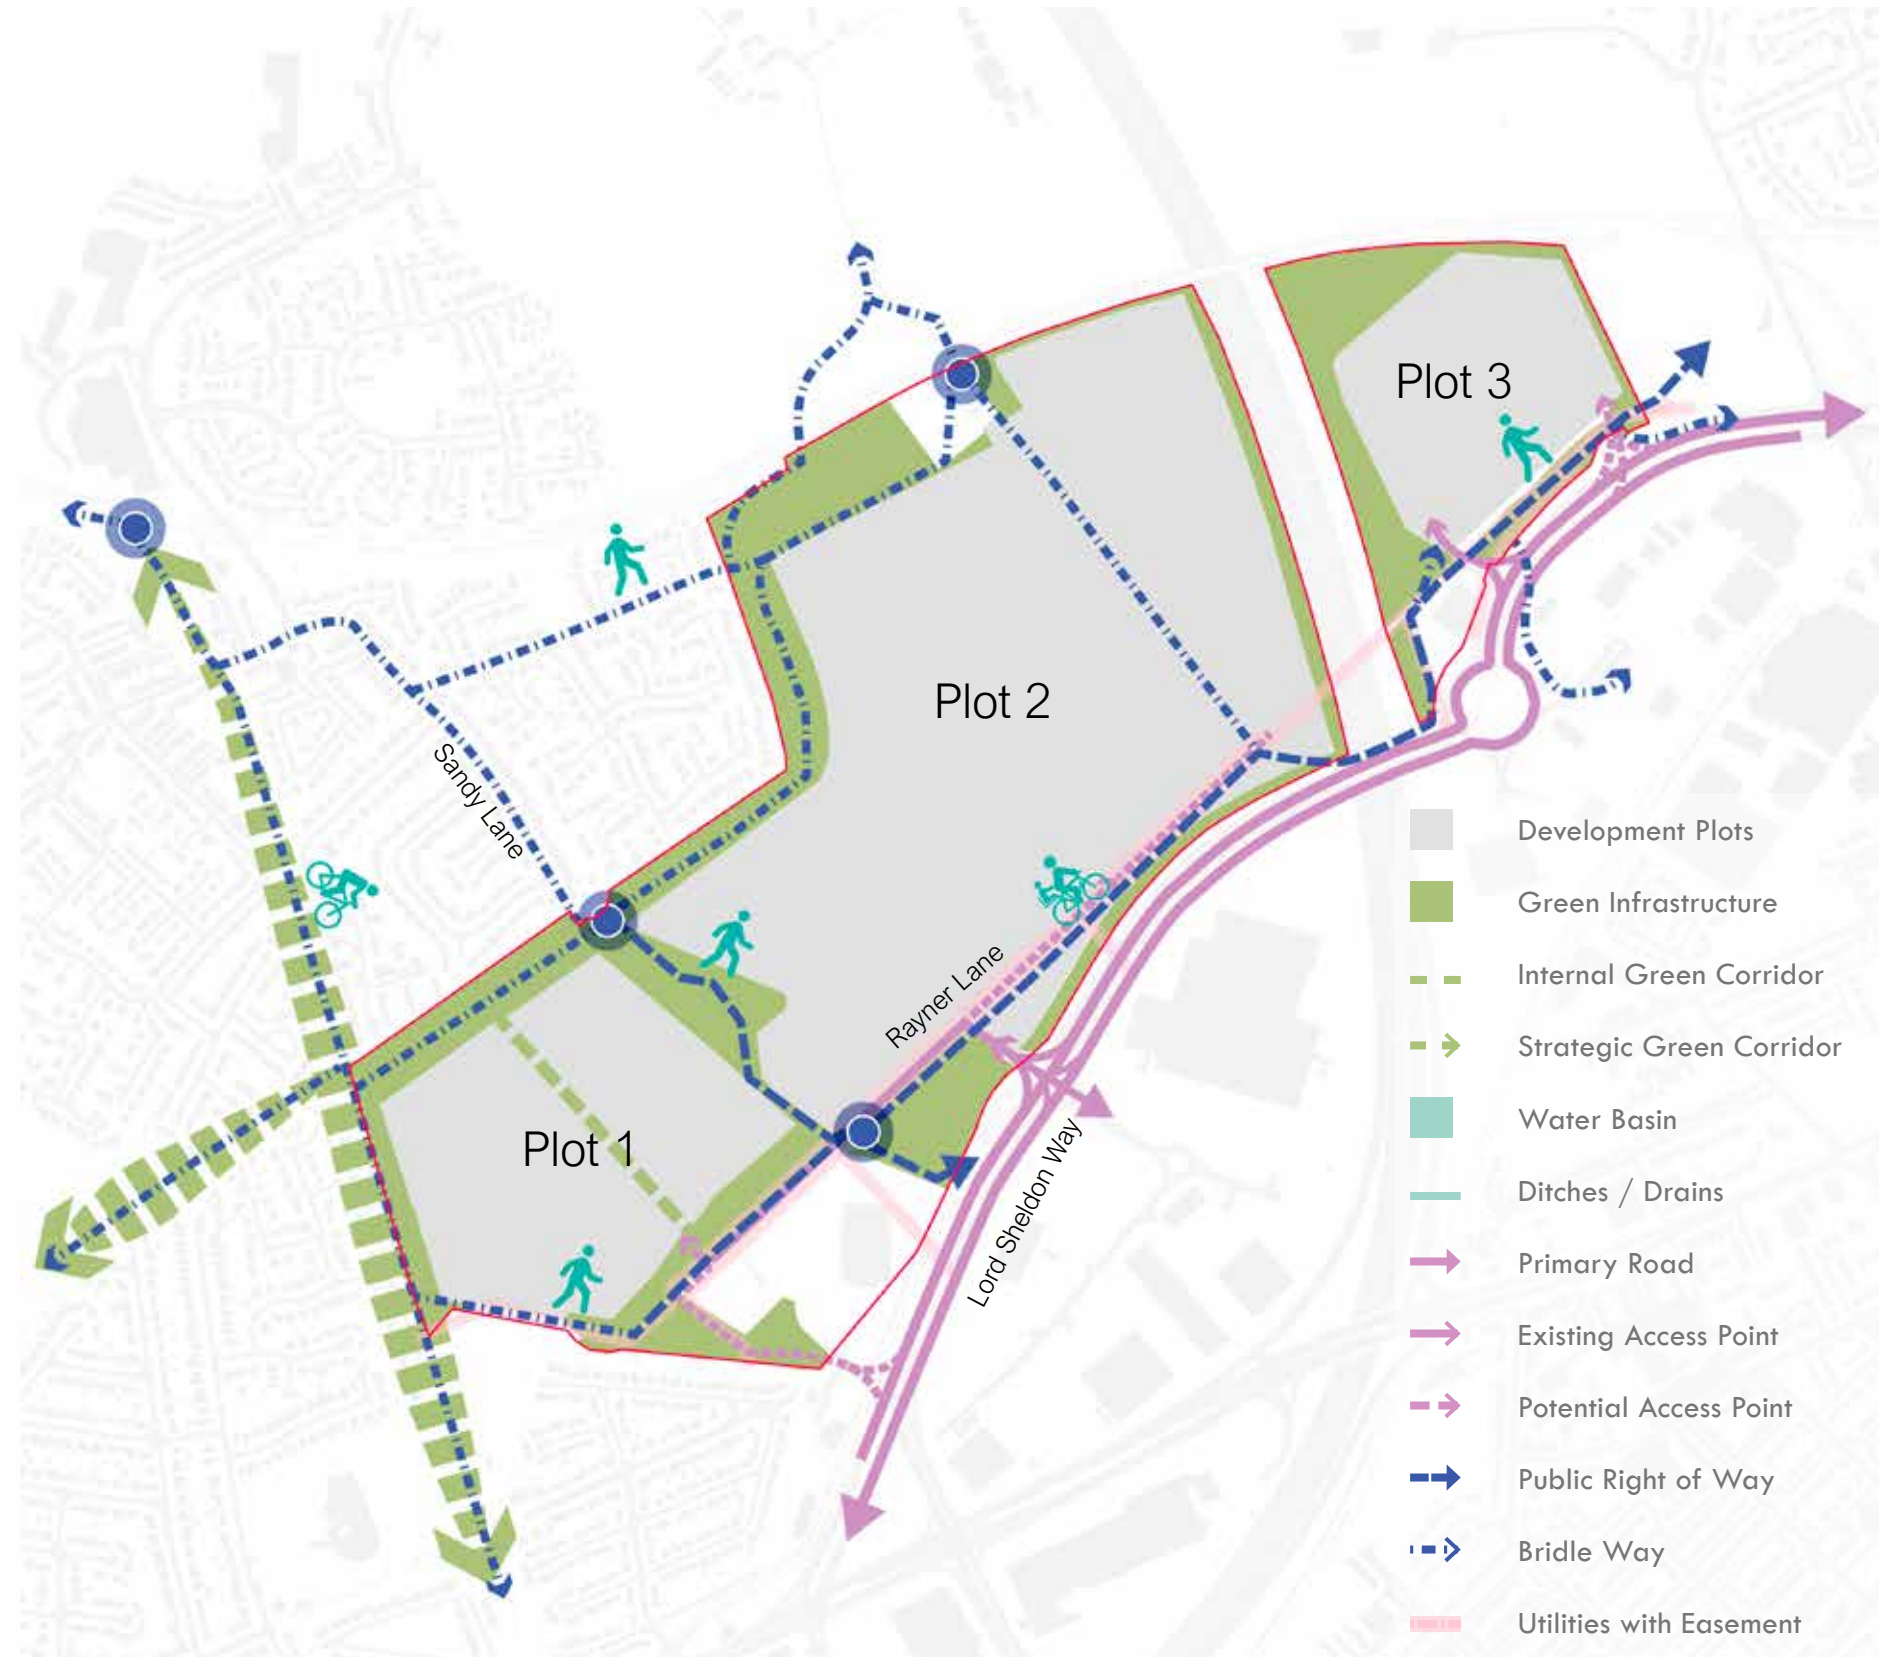 Plot 3
Plot 2
Sandy Lane
Rayner Lane
Plot 1
Lord Sheldon Way
Development Plots
Green Infrastructure
Internal Green Corridor
Strategic Green Corridor
Water Basin
Ditches / Drains
Primary Road
Existing Access Point
Potential Access Point
Public Right of Way
Bridle Way
Utilities with Easement